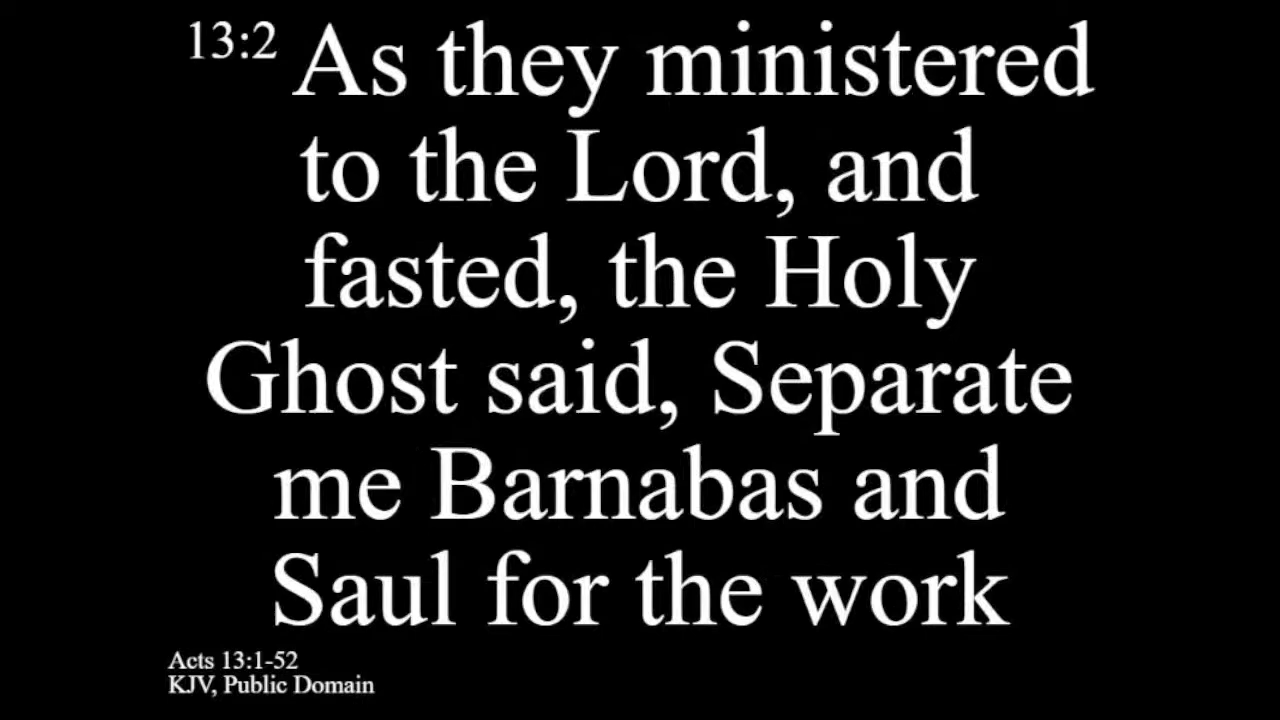 13:2 As they ministered
to the Lord, and
fasted, the Holy
Ghost said, Separate
me Barnabas and
Saul for the work
Acts 13:1-52
KJV, Public Domain